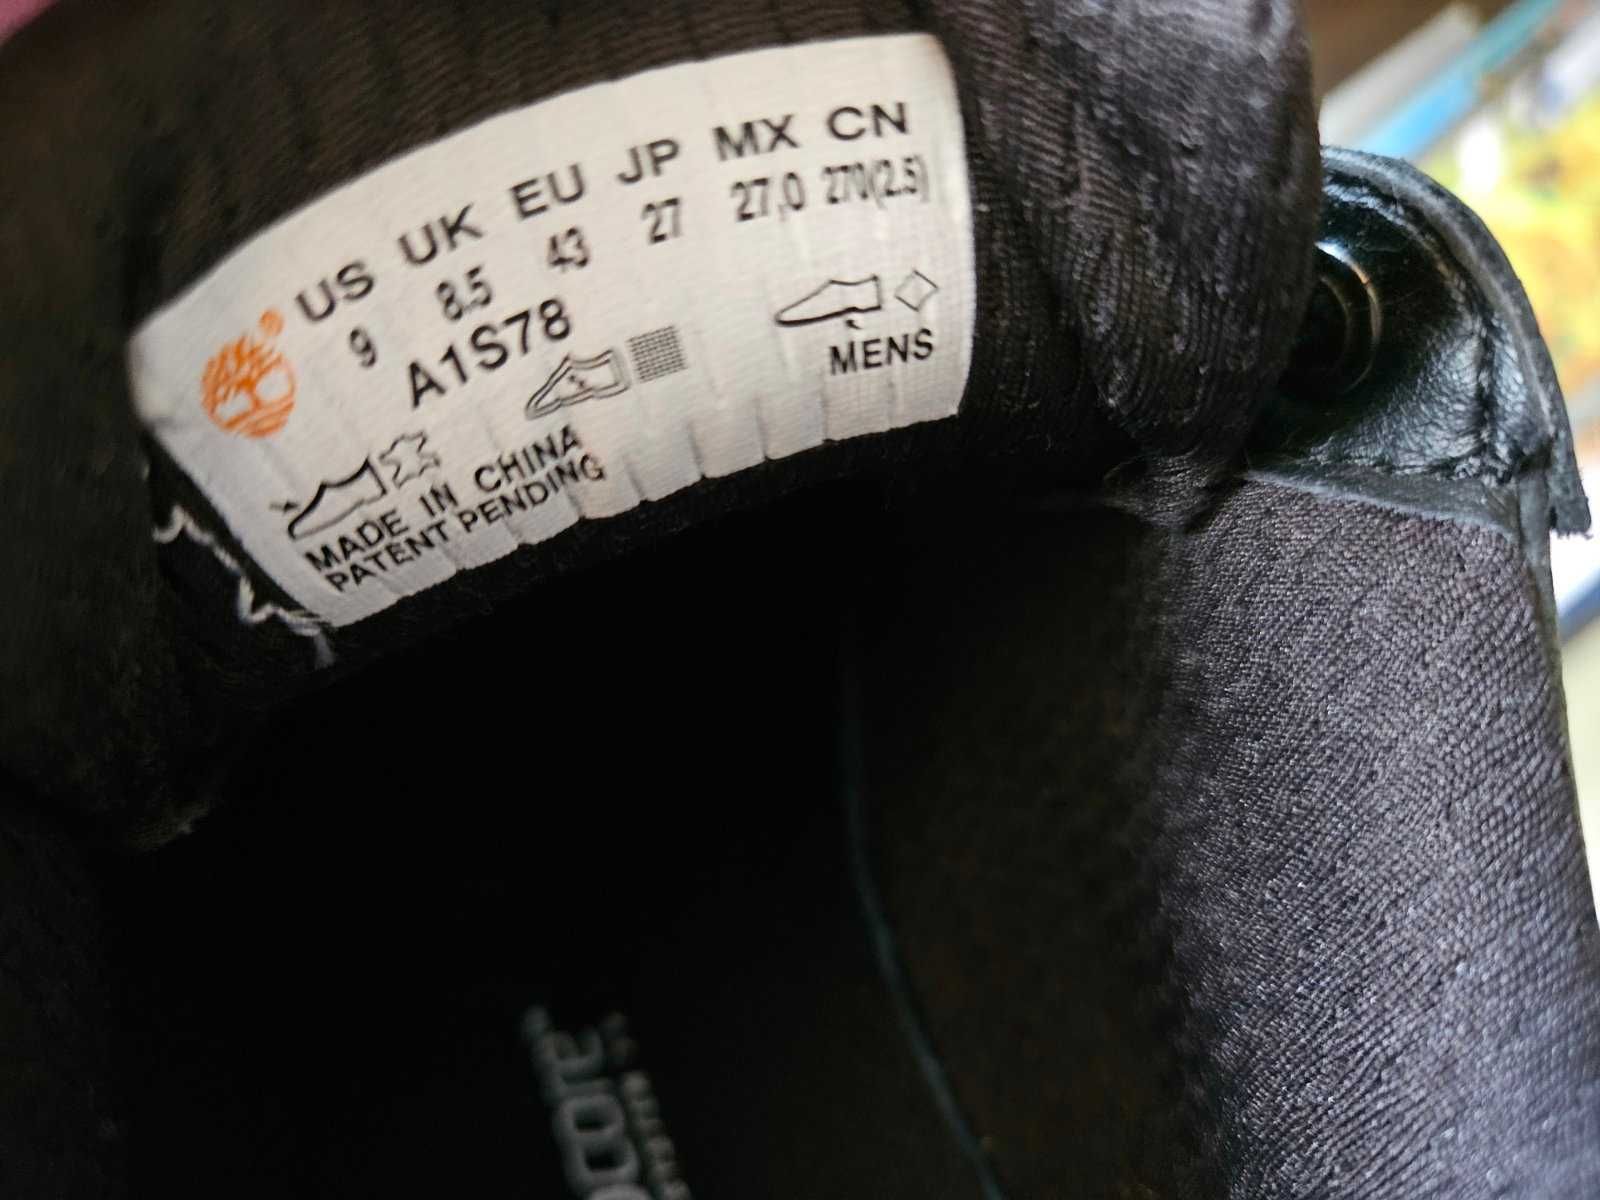 US UK EU JP MX CN
9 8.5 43 27 27,0 270(2.5)
A1S78
MENS
MADE IN CHINA
PATENT PENDING